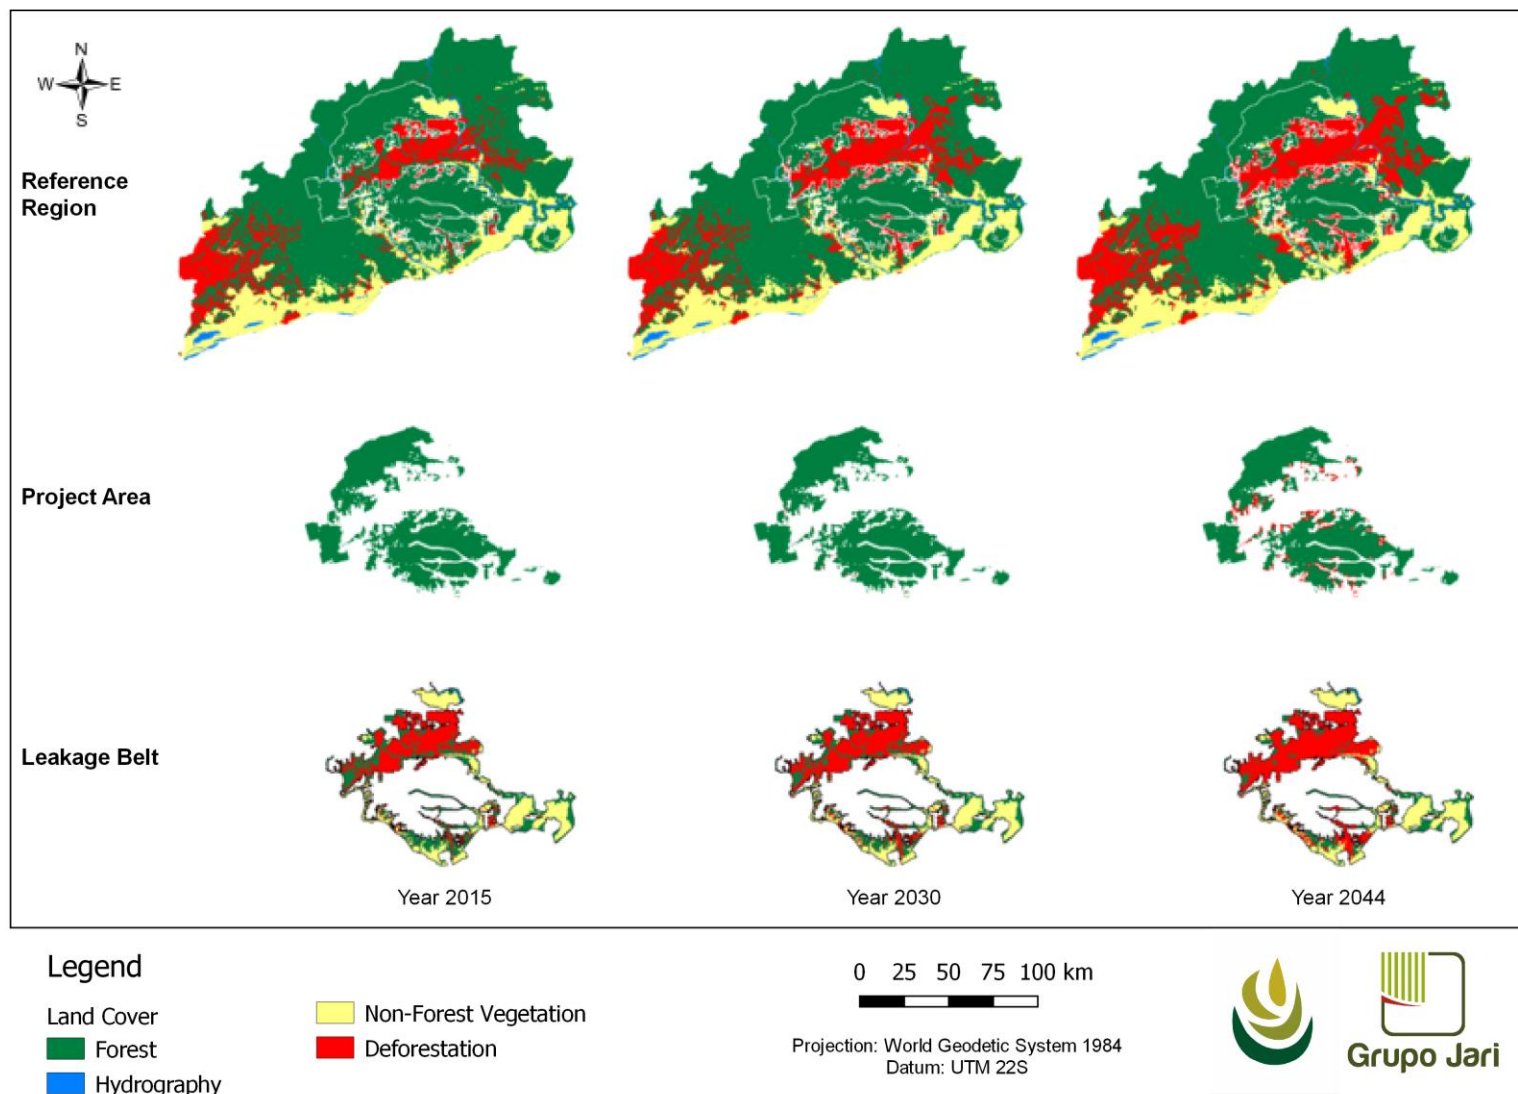 N
W E
S
Reference
Region
Project Area
Leakage Belt
Year 2015
Year 2030
Year 2044
Legend
Land Cover
Forest
Hydrography
Non-Forest Vegetation
Deforestation
0 25 50 75 100 km
Projection: World Geodetic System 1984
Datum: UTM 22S
Grupo Jari